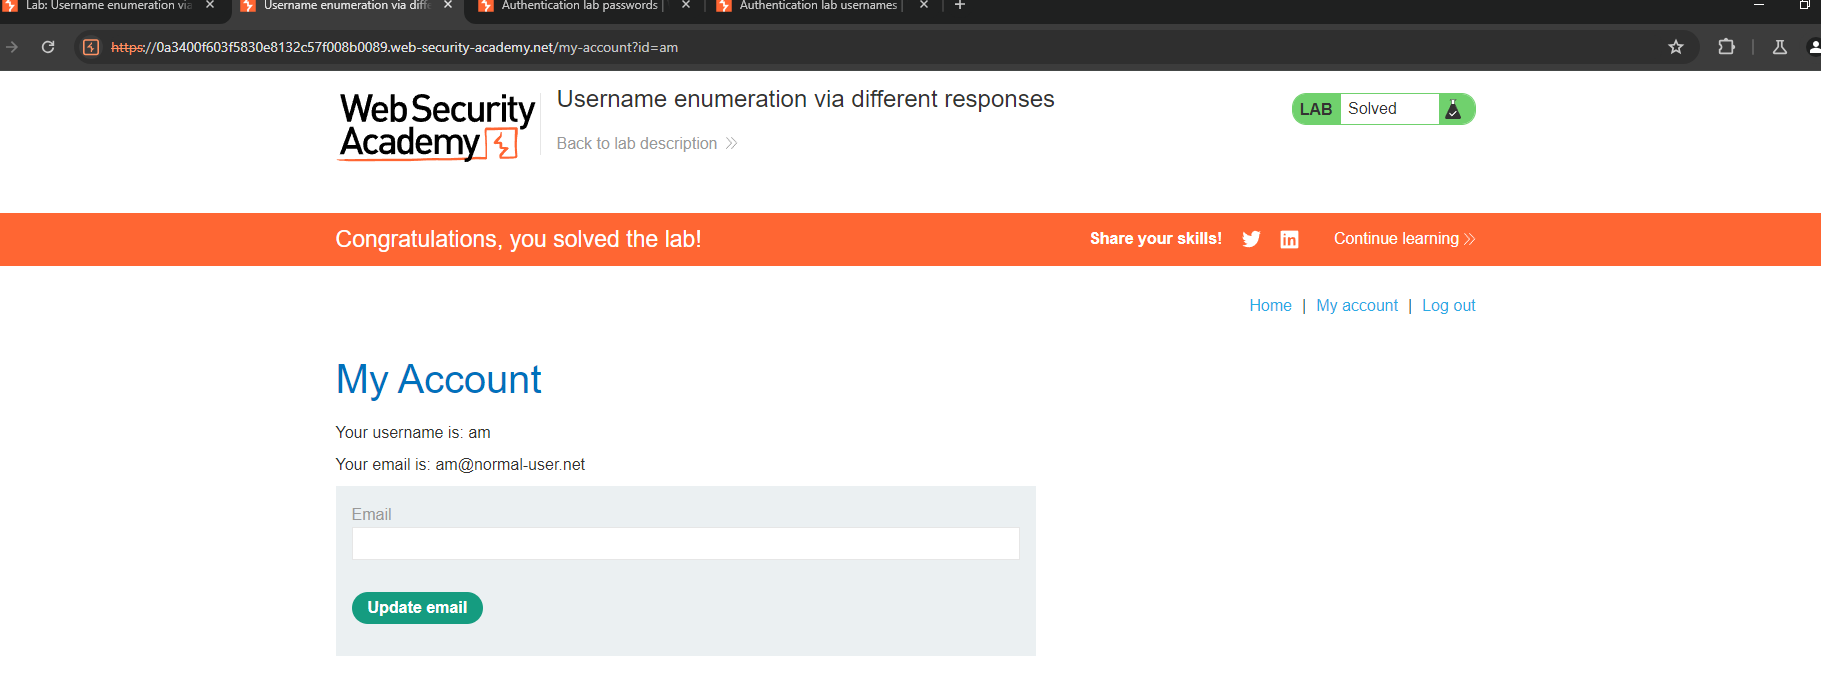 Lab: Username enumeration via
Username enumeration via diffe
Authentication lab passwords |
Authentication lab usernames |
https://0a3400f603f5830e8132c57f008b0089.web-security-academy.net/my-account?id=am
Web Security
Academy
Username enumeration via different responses
Back to lab description
LAB Solved
Congratulations, you solved the lab!
Share your skills!
Continue learning
Home | My account | Log out
My Account
Your username is: am
Your email is: am@normal-user.net
Email
Update email